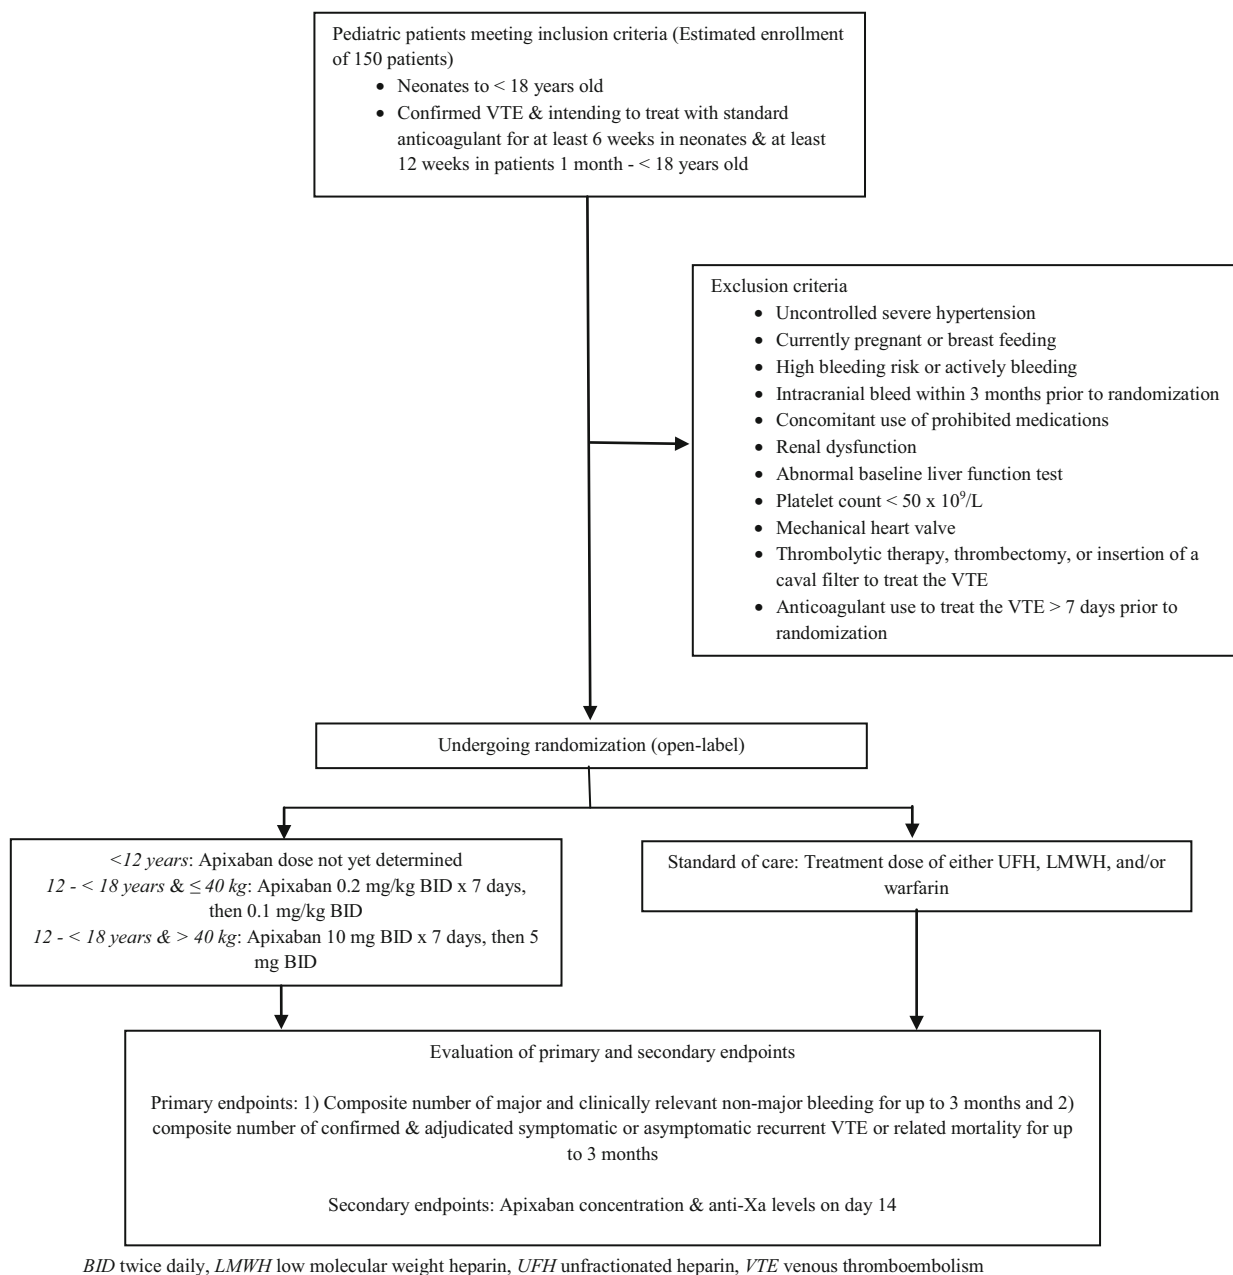 Pediatric patients meeting inclusion criteria (Estimated enrollment
of 150 patients)
• Neonates to < 18 years old
• Confirmed VTE & intending to treat with standard
anticoagulant for at least 6 weeks in neonates & at least
12 weeks in patients 1 month - < 18 years old
Exclusion criteria
• Uncontrolled severe hypertension
• Currently pregnant or breast feeding
• High bleeding risk or actively bleeding
• Intracranial bleed within 3 months prior to randomization
• Concomitant use of prohibited medications
• Renal dysfunction
• Abnormal baseline liver function test
• Platelet count < 50 x 10⁹/L
• Mechanical heart valve
• Thrombolytic therapy, thrombectomy, or insertion of a
caval filter to treat the VTE
• Anticoagulant use to treat the VTE > 7 days prior to
randomization
Undergoing randomization (open-label)
<12 years: Apixaban dose not yet determined
12 - < 18 years & ≤ 40 kg: Apixaban 0.2 mg/kg BID x 7 days,
then 0.1 mg/kg BID
12 - < 18 years & > 40 kg: Apixaban 10 mg BID x 7 days, then 5
mg BID
Standard of care: Treatment dose of either UFH, LMWH, and/or
warfarin
Evaluation of primary and secondary endpoints
Primary endpoints: 1) Composite number of major and clinically relevant non-major bleeding for up to 3 months and 2)
composite number of confirmed & adjudicated symptomatic or asymptomatic recurrent VTE or related mortality for up
to 3 months
Secondary endpoints: Apixaban concentration & anti-Xa levels on day 14
BID twice daily, LMWH low molecular weight heparin, UFH unfractionated heparin, VTE venous thromboembolism